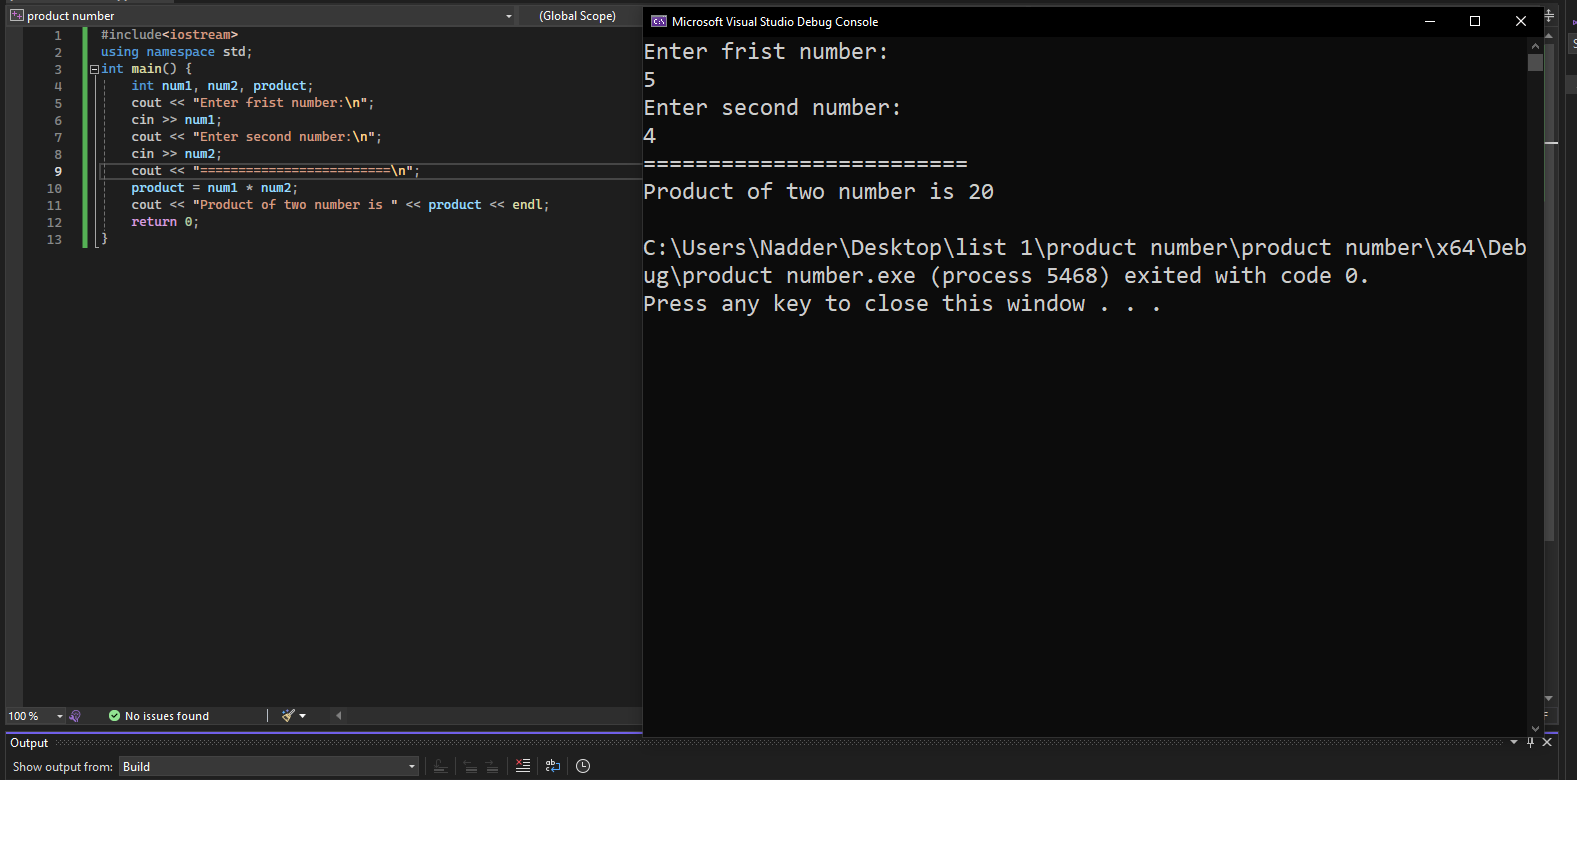 product number
(Global Scope)
1 #include<iostream>
2 using namespace std;
3 int main() {
4 int num1, num2, product;
5 cout << "Enter frist number:\n";
6 cin >> num1;
7 cout << "Enter second number:\n";
8 cin >> num2;
9 cout << "=========================\n";
10 product = num1 * num2;
11 cout << "Product of two number is " << product << endl;
12 return 0;
13 }
Microsoft Visual Studio Debug Console
Enter frist number:
5
Enter second number:
4
=========================
Product of two number is 20
C:\Users\Nadder\Desktop\list 1\product number\product number\x64\Deb
ug\product number.exe (process 5468) exited with code 0.
Press any key to close this window . . .
100 %
No issues found
Output
Show output from: Build